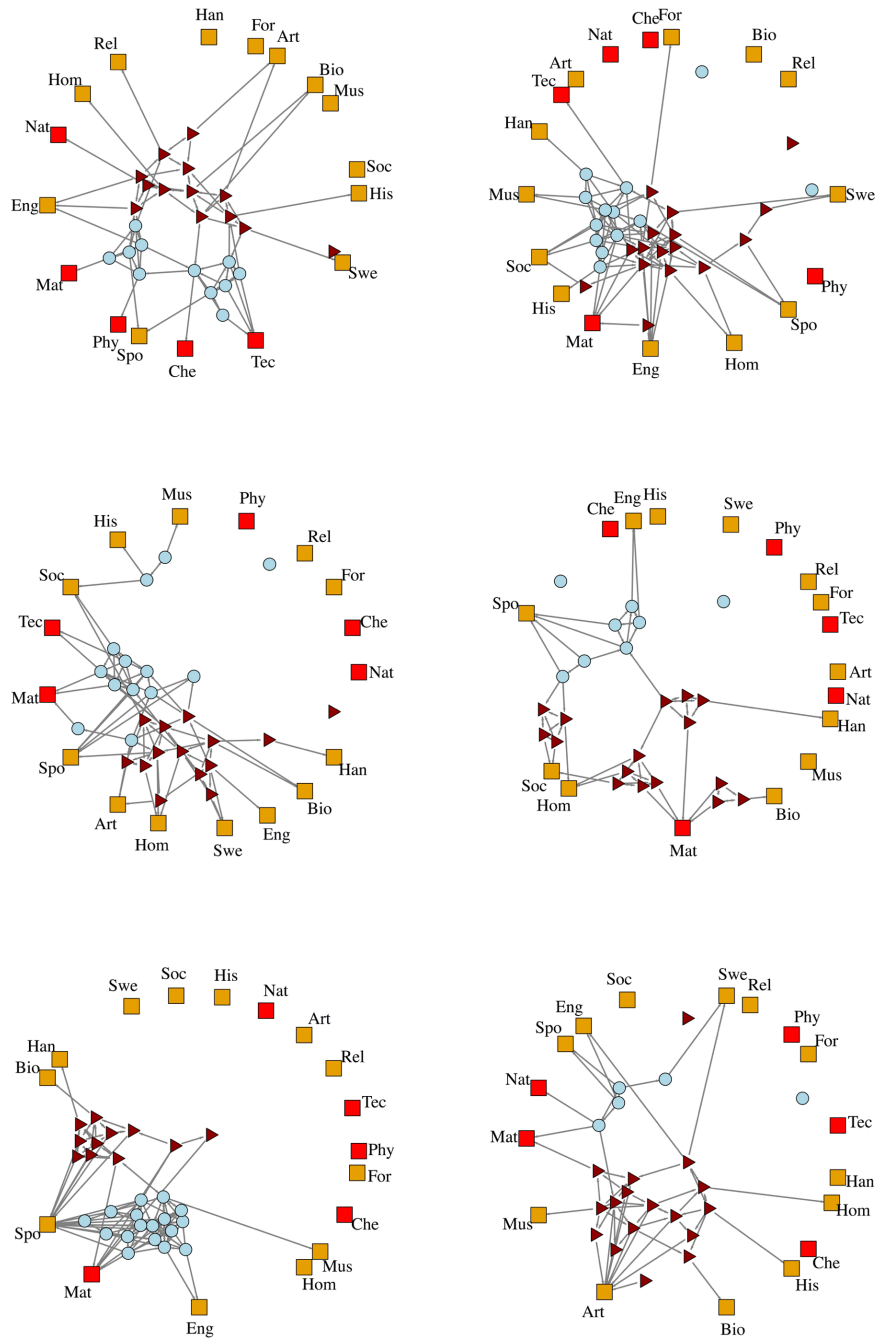 Han
For
Art
Rel
Bio
Hom
Mus
Nat
Soc
His
Eng
Swe
Mat
Phy
Spo
Che
Tec
Che
For
Nat
Bio
Art
Rel
Tec
Han
Mus
Swe
Soc
Phy
His
Spo
Mat
Hom
Eng
Mus
Phy
His
Rel
Soc
For
Tec
Che
Nat
Mat
Spo
Han
Art
Bio
Hom
Eng
Swe
Che
Eng
His
Swe
Phy
Rel
Spo
For
Tec
Art
Nat
Han
Mus
Soc
Hom
Bio
Mat
Swe
Soc
His
Nat
Art
Han
Bio
Rel
Tec
Phy
For
Spo
Che
Mus
Hom
Mat
Eng
Soc
Swe
Rel
Eng
Spo
Phy
For
Nat
Tec
Mat
Han
Hom
Mus
Che
His
Art
Bio